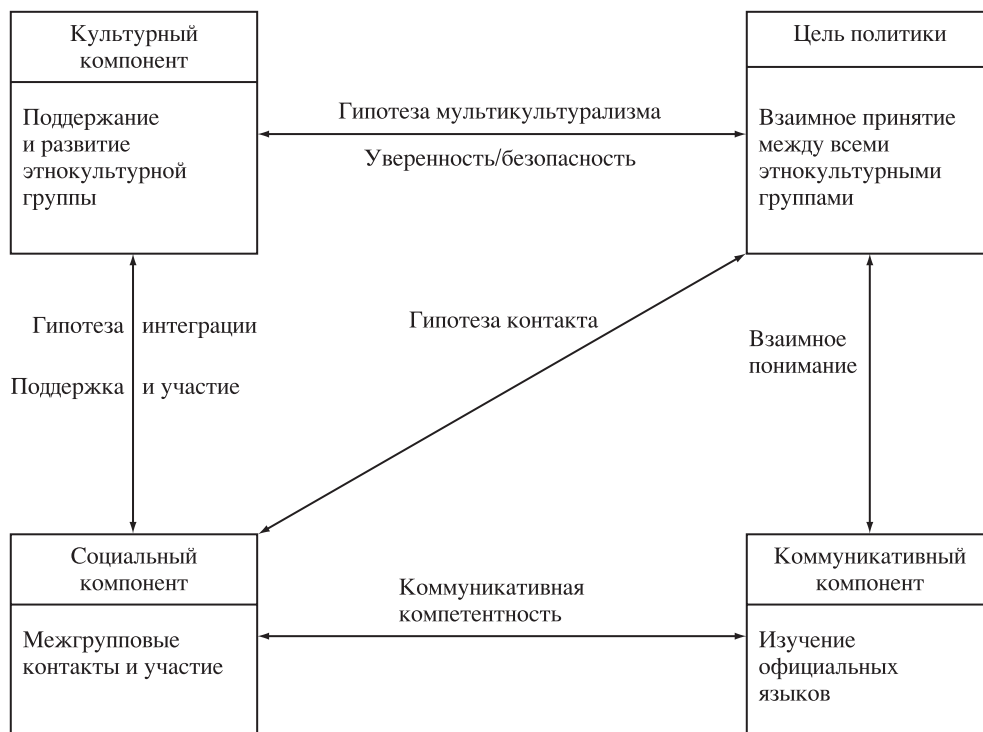 Культурный
компонент
Поддержание
и развитие
этнокультурной
группы
Гипотеза мультикультурализма
Уверенность/безопасность
Цель политики
Взаимное принятие
между всеми
этнокультурными
группами
Гипотеза интеграции
Поддержка и участие
Гипотеза контакта
Взаимное
понимание
Социальный
компонент
Межгрупповые
контакты и участие
Коммуникативная
компетентность
Коммуникативный
компонент
Изучение
официальных
языков